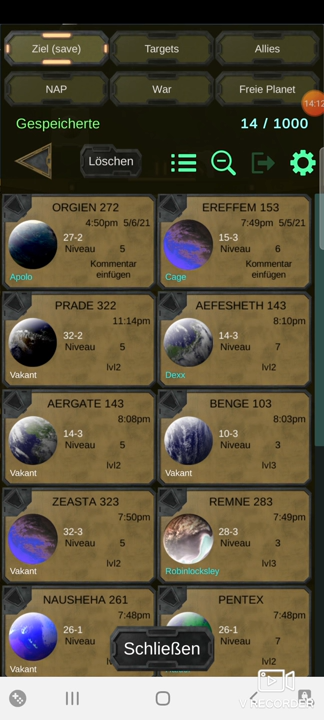 Ziel (save) Targets Allies
NAP War Freie Planet
14:12
Gespeicherte 14 / 1000
Löschen
ORGIEN 272
4:50pm 5/6/21
27-2
Niveau 5
Kommentar
einfügen
Apolo
EREFFEM 153
7:49pm 5/5/21
15-3
Niveau 6
Kommentar
einfügen
Cage
PRADE 322
11:14pm
32-2
Niveau 5
lvl2
Vakant
AEFESHETH 143
8:10pm
14-3
Niveau 7
lvl2
Dexx
AERGATE 143
8:08pm
14-3
Niveau 5
lvl2
Vakant
BENGE 103
8:03pm
10-3
Niveau 3
lvl3
Vakant
ZEASTA 323
7:50pm
32-3
Niveau 5
lvl2
Vakant
REMNE 283
7:49pm
28-3
Niveau 3
lvl3
Robinlocksley
NAUSHEHA 261
7:48pm
26-1
Niveau 7
Vakant
PENTEX
7:48pm
26-1
7
lvl2
Schließen
V RECORDER